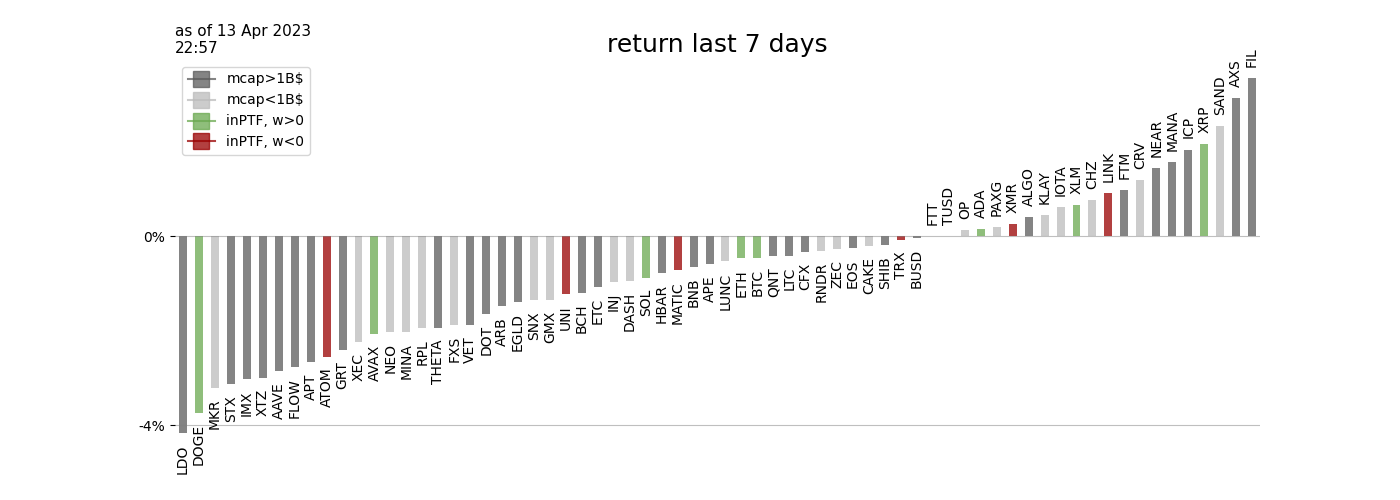 as of 13 Apr 2023
22:57
return last 7 days
mcap>1B$
mcap<1B$
inPTF, w>0
inPTF, w<0
0%
-4%
LDO
DOGE
MKR
STX
IMX
XTZ
AAVE
FLOW
APT
ATOM
GRT
XEC
AVAX
NEO
MINA
RPL
THETA
FXS
VET
DOT
ARB
EGLD
SNX
GMX
UNI
BCH
ETC
INJ
DASH
SOL
HBAR
MATIC
BNB
APE
LUNC
ETH
BTC
QNT
LTC
CFX
RNDR
ZEC
EOS
CAKE
SHIB
TRX
BUSD
FTT
TUSD
OP
ADA
PAXG
XMR
ALGO
KLAY
IOTA
XLM
CHZ
LINK
FTM
CRV
NEAR
MANA
ICP
XRP
SAND
AXS
FIL